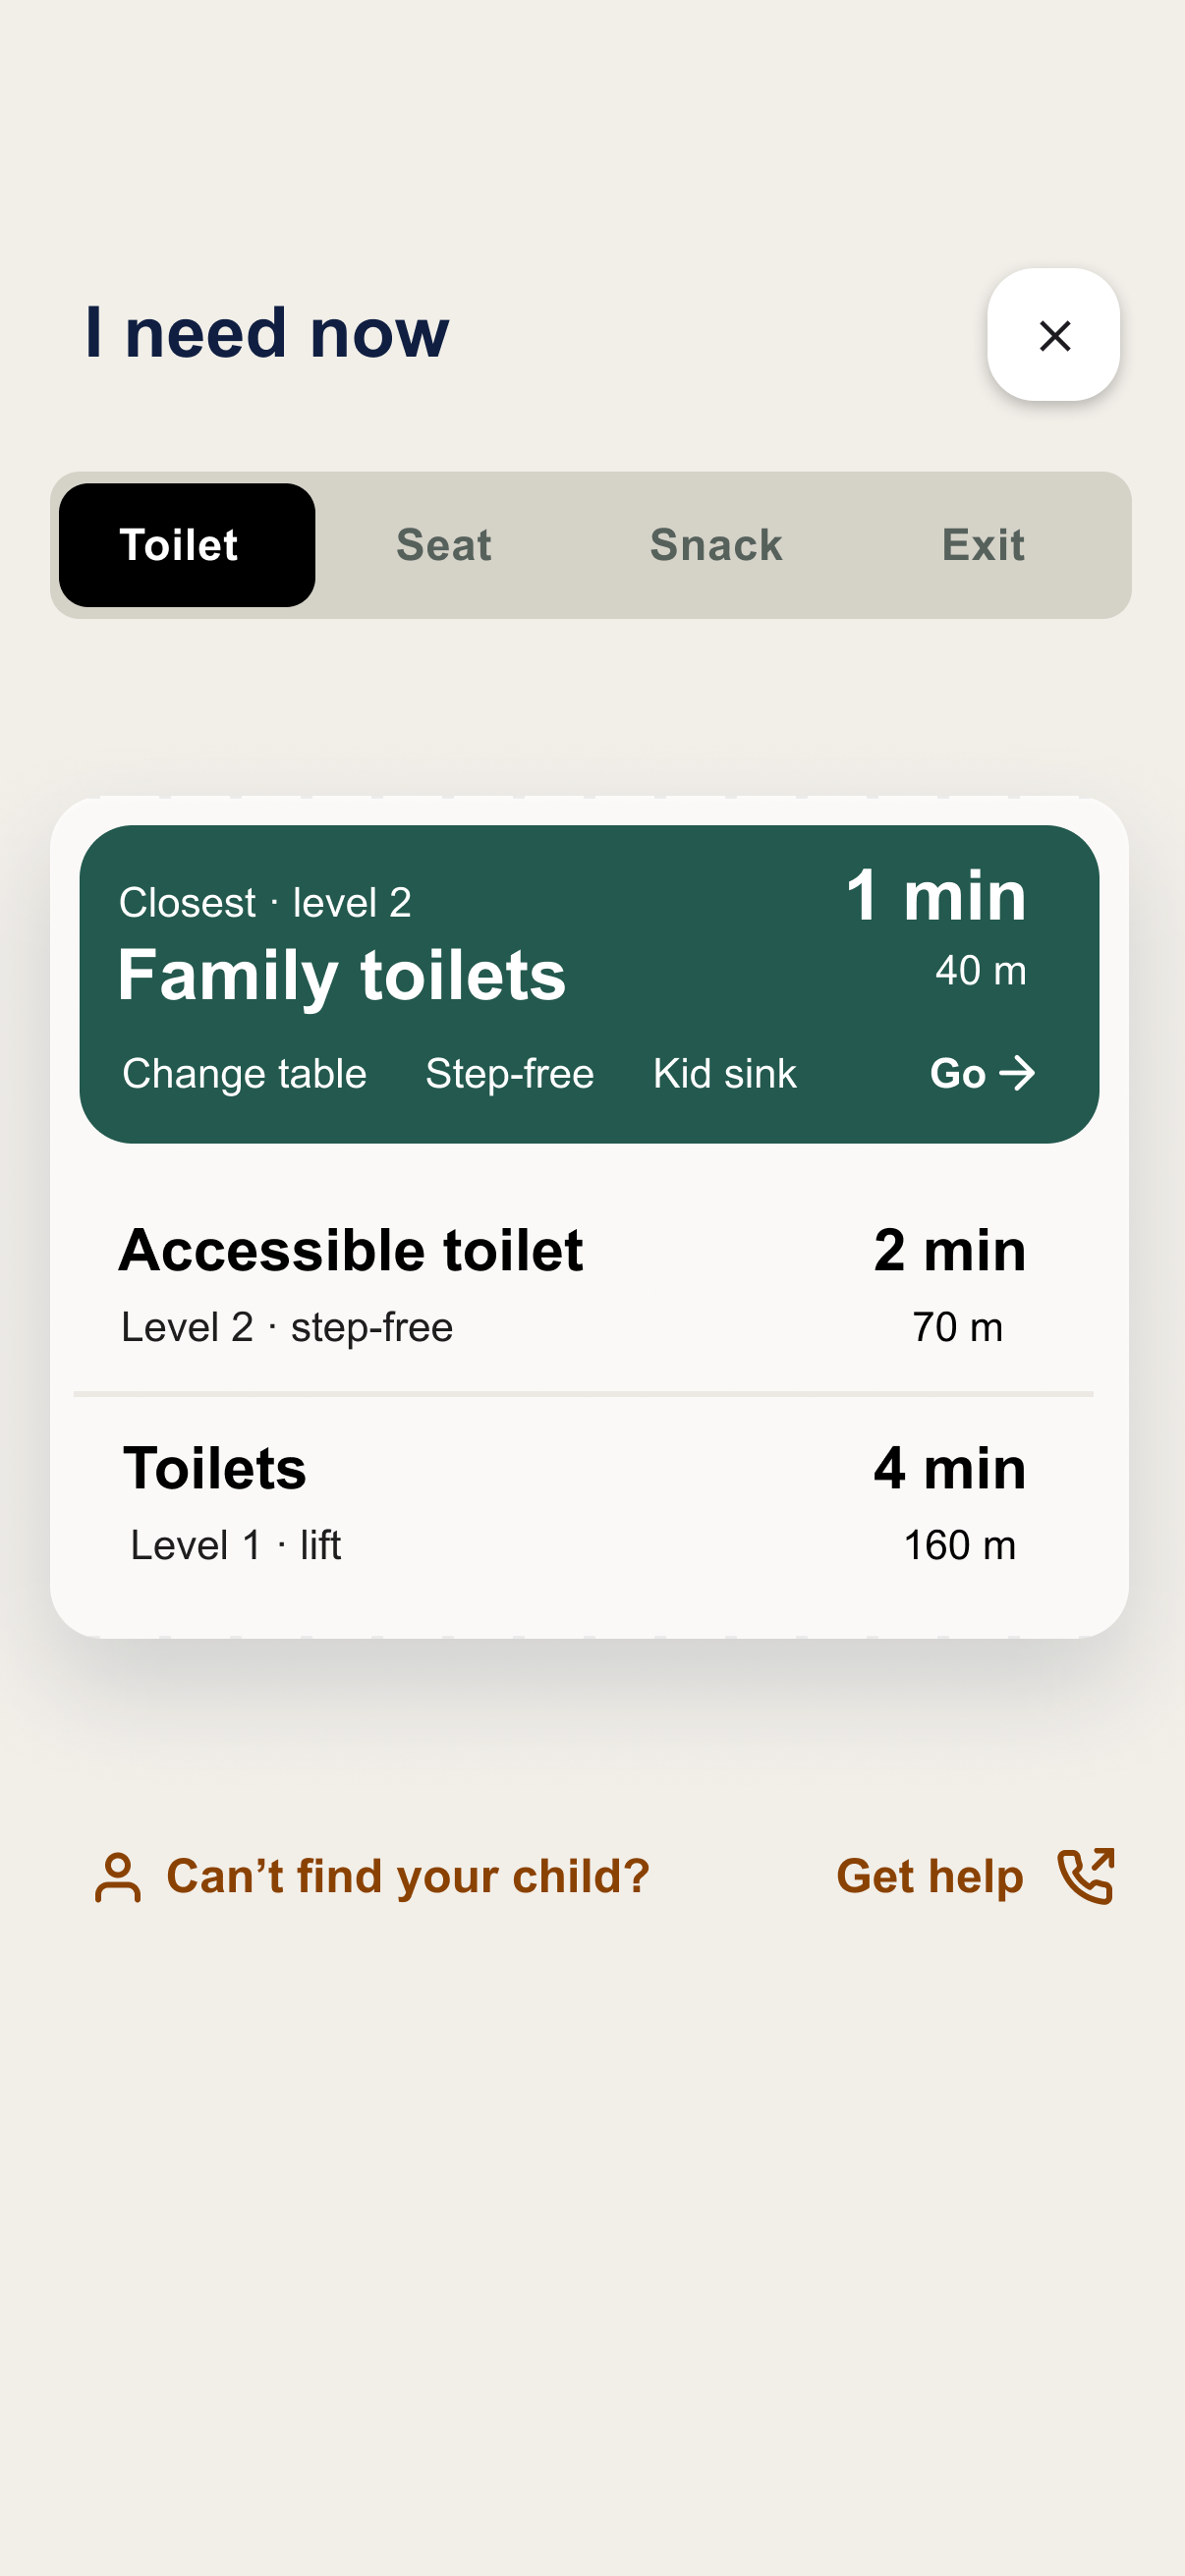 I need now
Toilet Seat Snack Exit
Closest · level 2
1 min
Family toilets
40 m
Change table Step-free Kid sink Go
Accessible toilet 2 min
Level 2 · step-free 70 m
Toilets 4 min
Level 1 · lift 160 m
Can’t find your child? Get help